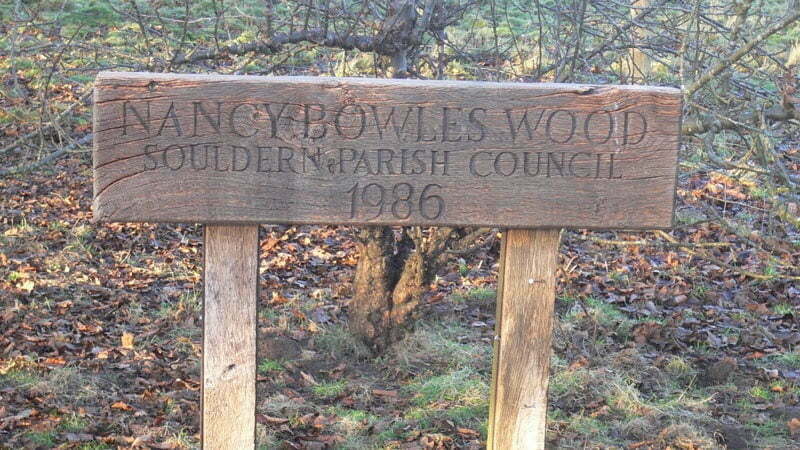 NANCY BOWLES WOOD
SOULDERN PARISH COUNCIL
1986